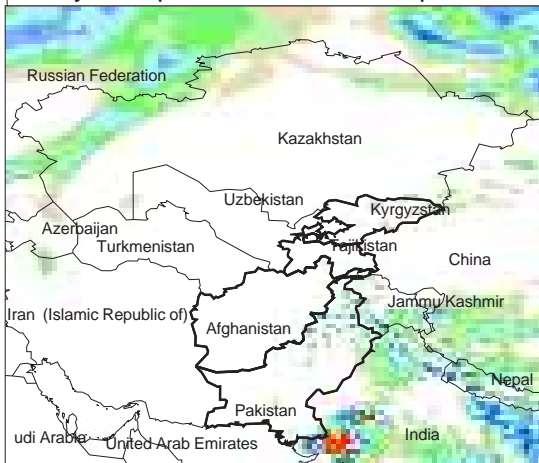 Russian Federation
Kazakhstan
Uzbekistan
Kyrgyzstan
Azerbaijan
Turkmenistan
Tajikistan
China
Jammu Kashmir
Iran (Islamic Republic of)
Afghanistan
Nepal
Pakistan
udi Arabia
United Arab Emirates
India